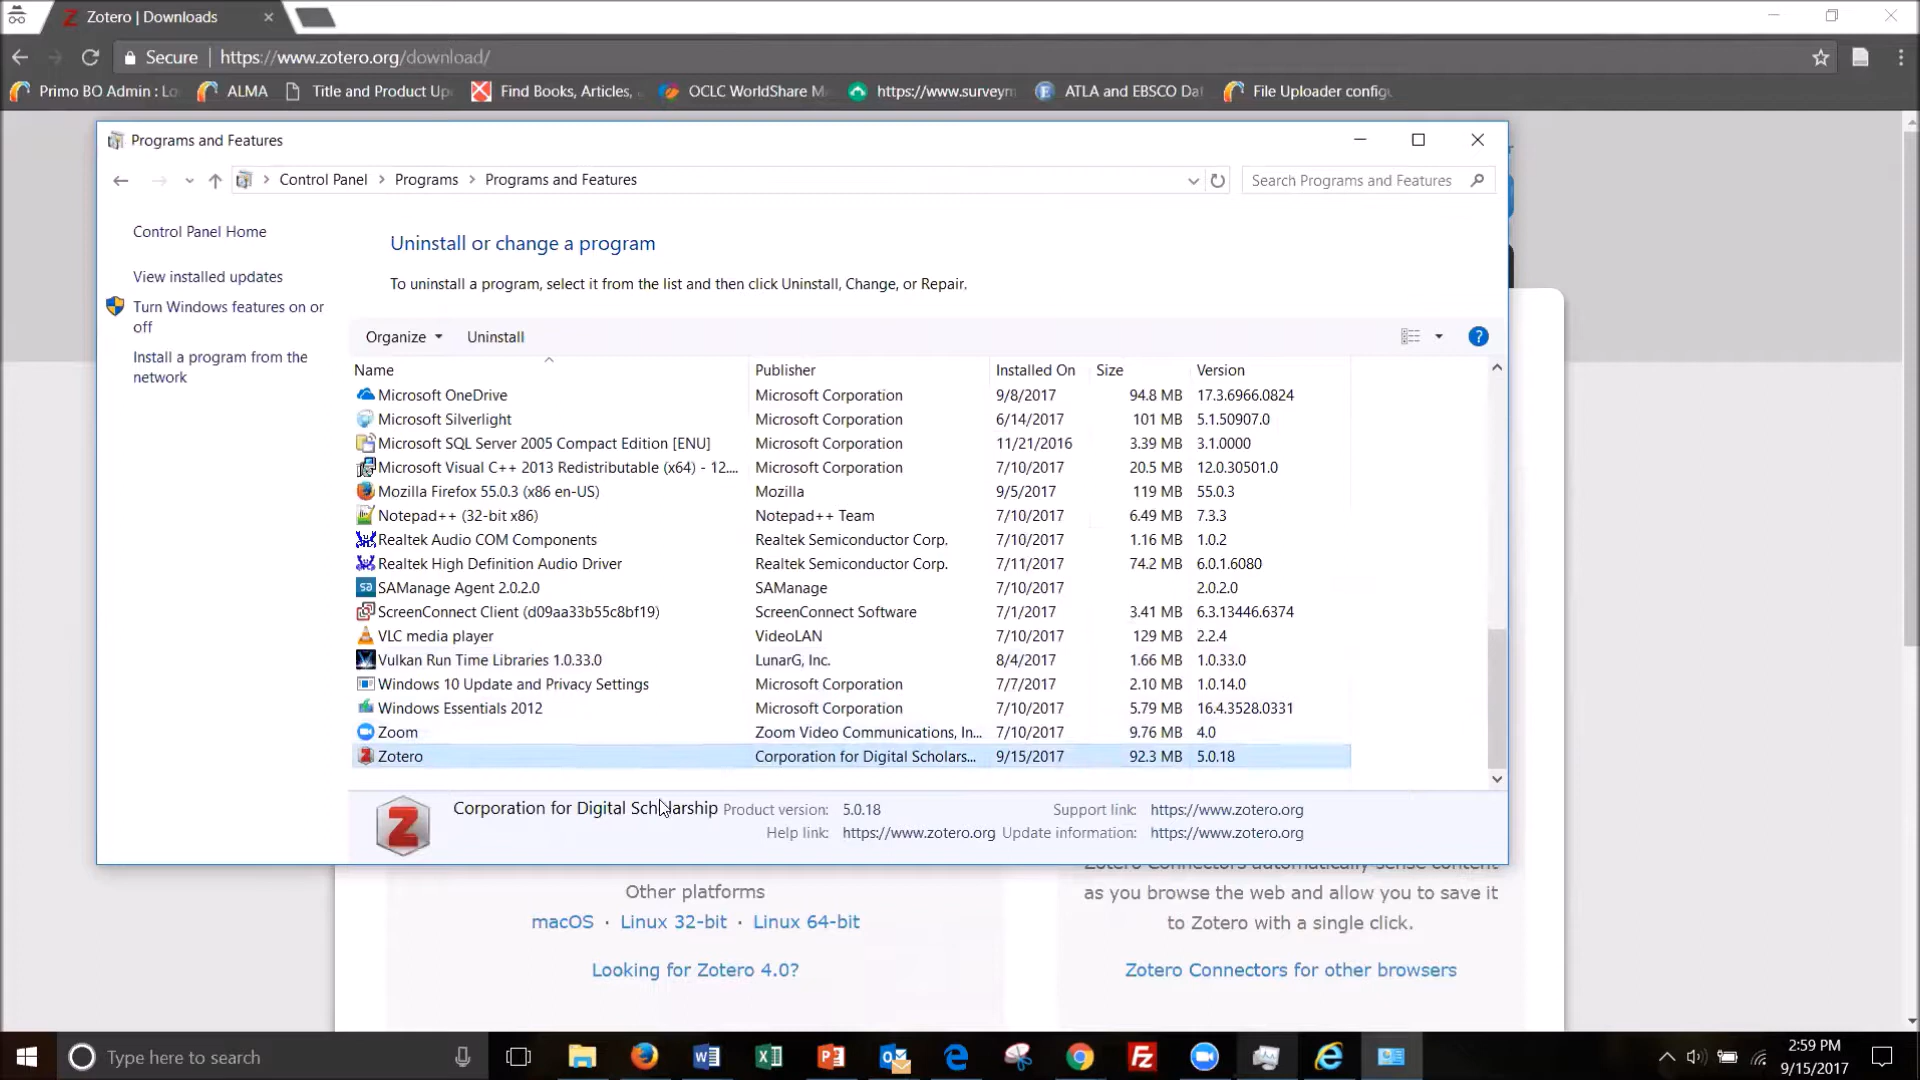 Zotero | Downloads
Secure | https://www.zotero.org/download/
Primo BO Admin : Lo
ALMA
Title and Product Up
Find Books, Articles,
OCLC WorldShare M
https://www.surveym
ATLA and EBSCO Dat
File Uploader config
Programs and Features
Control Panel > Programs > Programs and Features
Search Programs and Features
Control Panel Home
View installed updates
Turn Windows features on or
off
Install a program from the
network
Uninstall or change a program
To uninstall a program, select it from the list and then click Uninstall, Change, or Repair.
Organize
Uninstall
Name Publisher Installed On Size Version
Microsoft OneDrive Microsoft Corporation 9/8/2017 94.8 MB 17.3.6966.0824
Microsoft Silverlight Microsoft Corporation 6/14/2017 101 MB 5.1.50907.0
Microsoft SQL Server 2005 Compact Edition [ENU] Microsoft Corporation 11/21/2016 3.39 MB 3.1.0000
Microsoft Visual C++ 2013 Redistributable (x64) - 12.... Microsoft Corporation 7/10/2017 20.5 MB 12.0.30501.0
Mozilla Firefox 55.0.3 (x86 en-US) Mozilla 9/5/2017 119 MB 55.0.3
Notepad++ (32-bit x86) Notepad++ Team 7/10/2017 6.49 MB 7.3.3
Realtek Audio COM Components Realtek Semiconductor Corp. 7/10/2017 1.16 MB 1.0.2
Realtek High Definition Audio Driver Realtek Semiconductor Corp. 7/11/2017 74.2 MB 6.0.1.6080
SAManage Agent 2.0.2.0 SAManage 7/10/2017 2.0.2.0
ScreenConnect Client (d09aa33b55c8bf19) ScreenConnect Software 7/1/2017 3.41 MB 6.3.13446.6374
VLC media player VideoLAN 7/10/2017 129 MB 2.2.4
Vulkan Run Time Libraries 1.0.33.0 LunarG, Inc. 8/4/2017 1.66 MB 1.0.33.0
Windows 10 Update and Privacy Settings Microsoft Corporation 7/7/2017 2.10 MB 1.0.14.0
Windows Essentials 2012 Microsoft Corporation 7/10/2017 5.79 MB 16.4.3528.0331
Zoom Zoom Video Communications, In... 7/10/2017 9.76 MB 4.0
Zotero Corporation for Digital Scholars... 9/15/2017 92.3 MB 5.0.18
Corporation for Digital Scholarship Product version: 5.0.18 Support link: https://www.zotero.org
Help link: https://www.zotero.org Update information: https://www.zotero.org
Zotero Connectors automatically sense content
as you browse the web and allow you to save it
to Zotero with a single click.
Other platforms
macOS · Linux 32-bit · Linux 64-bit
Looking for Zotero 4.0?
Zotero Connectors for other browsers
Type here to search
2:59 PM
9/15/2017